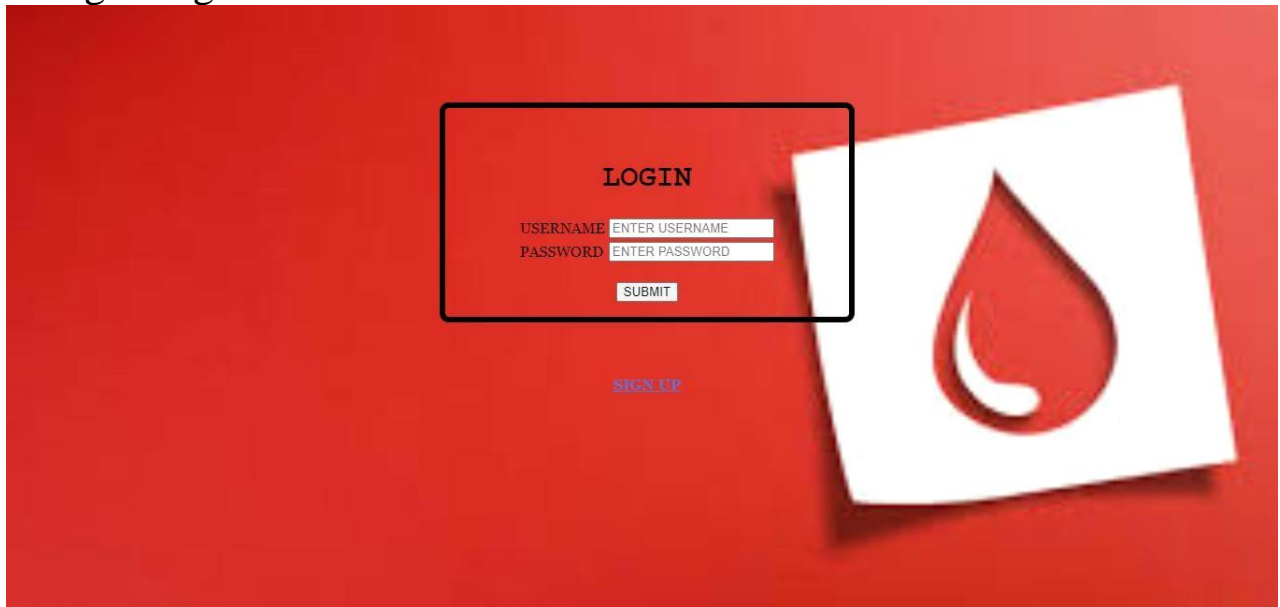 LOGIN
USERNAME ENTER USERNAME
PASSWORD ENTER PASSWORD
SUBMIT
SIGN UP